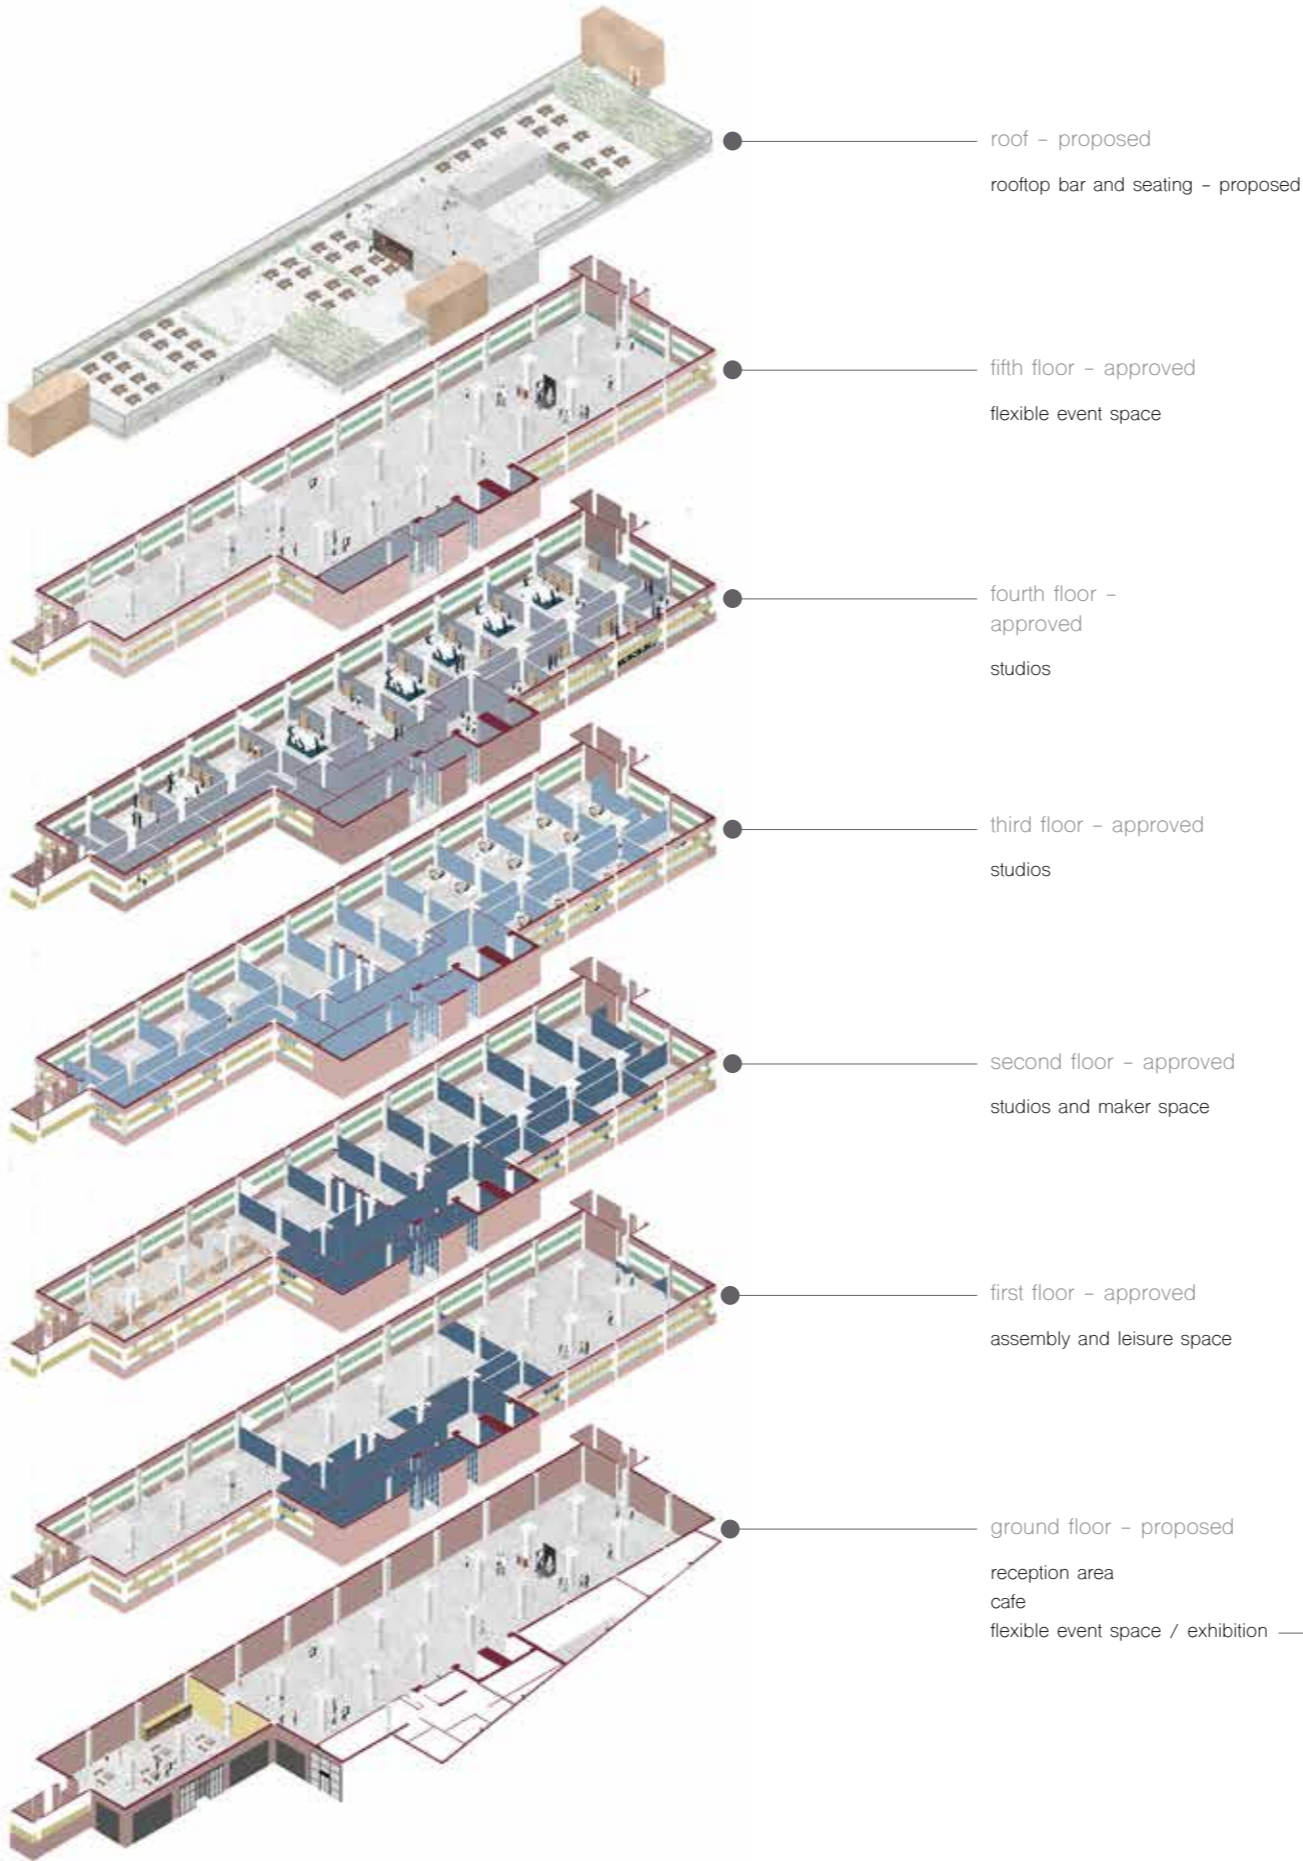 roof – proposed
rooftop bar and seating – proposed
fifth floor – approved
flexible event space
fourth floor –
approved
studios
third floor – approved
studios
second floor – approved
studios and maker space
first floor – approved
assembly and leisure space
ground floor – proposed
reception area
cafe
flexible event space / exhibition